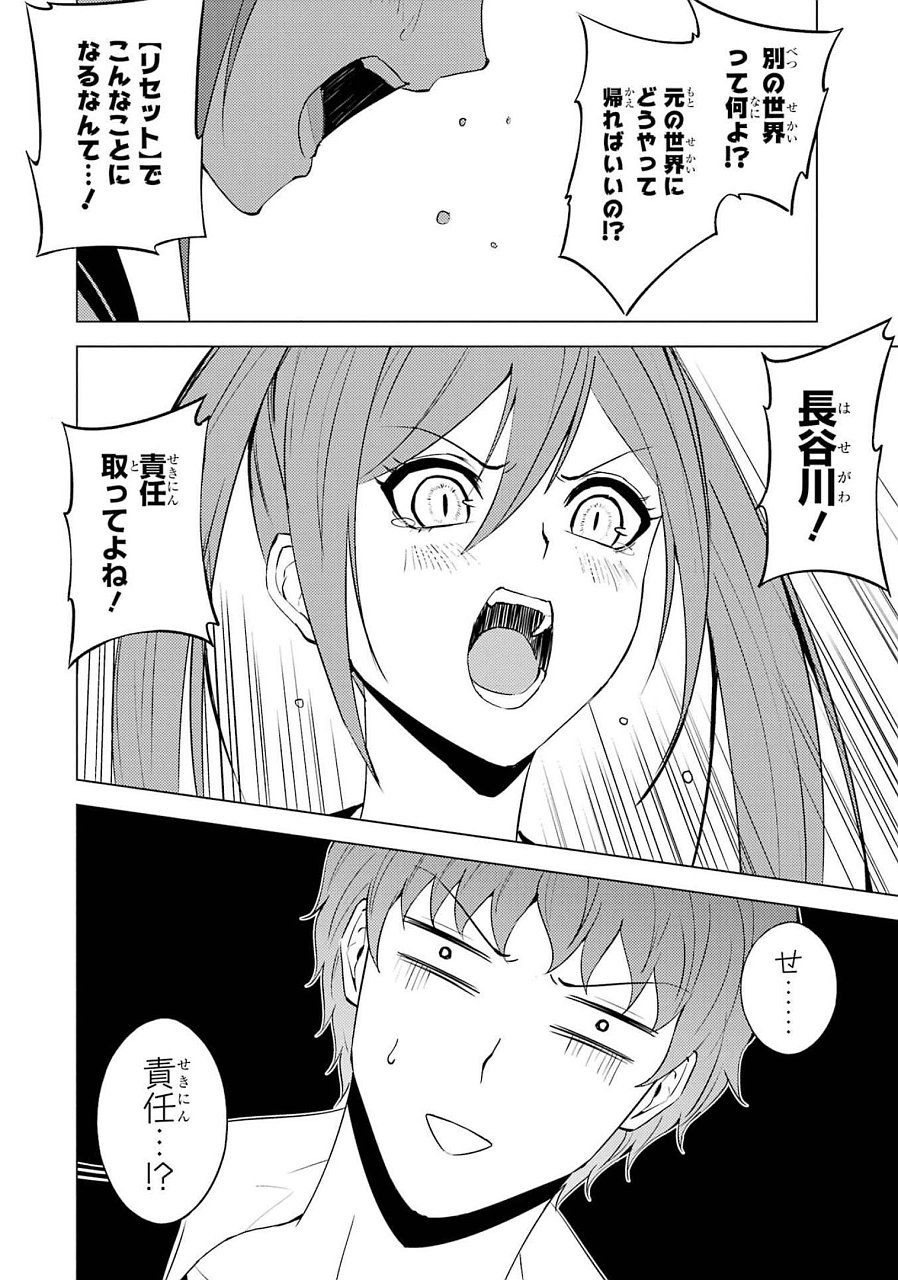 別の世界
って何よ!?
元の世界に
どうやって
帰ればいいの!?
【リセット】で
こんなことに
なるなんて…!
長谷川!
責任
取ってよね!
せ……
責任…!?